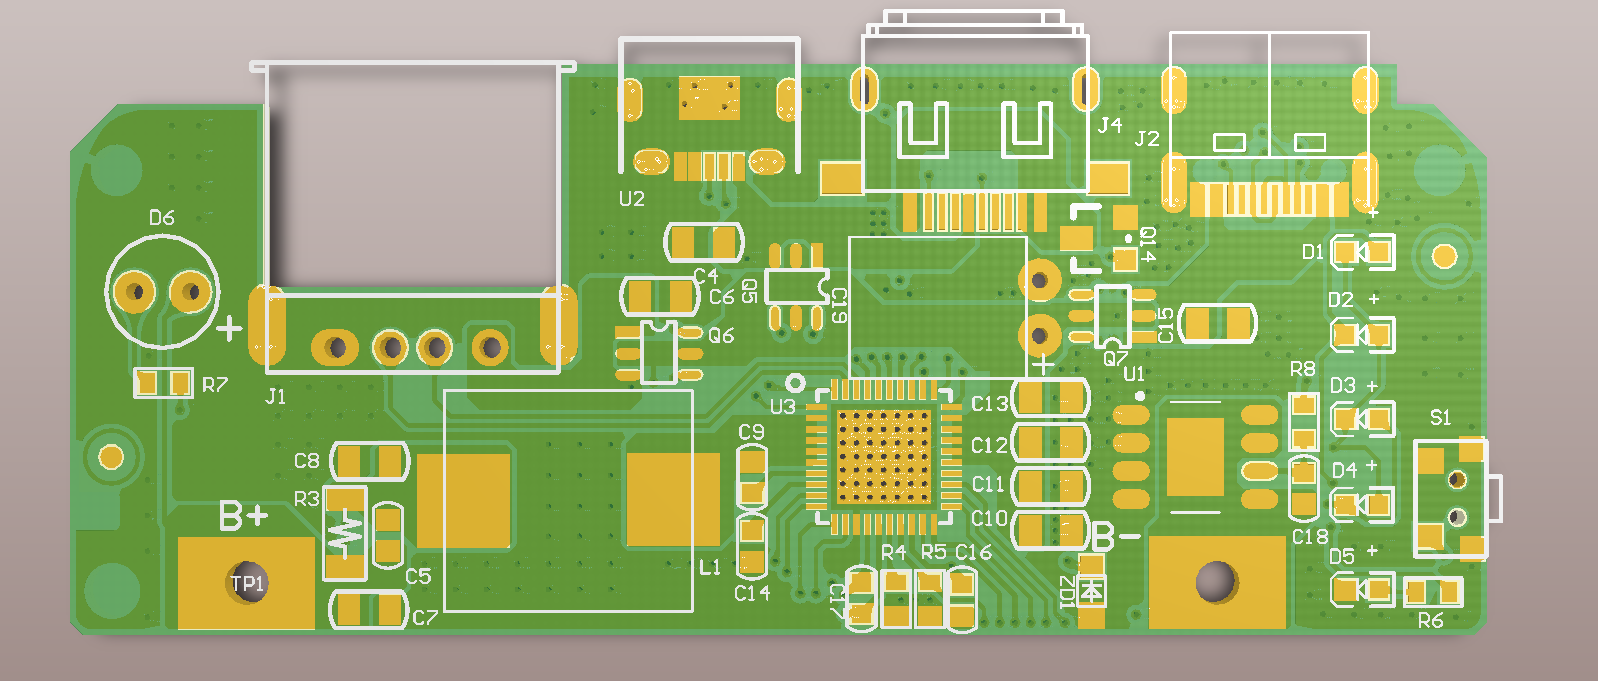 J4
J2
U2
D6
Q14
D1
C4
Q5
C6
C19
D2
+
+
+
Q6
C15
Q7
U1
R7
J1
+
R8
D3 +
U3
C13
S1
C9
C12
C8
D4 +
R3
C11
B+
C10
B-
C18
R4
R5
C16
D5 +
L1
C5
TP1
C14
C17
ZD1
C7
R6